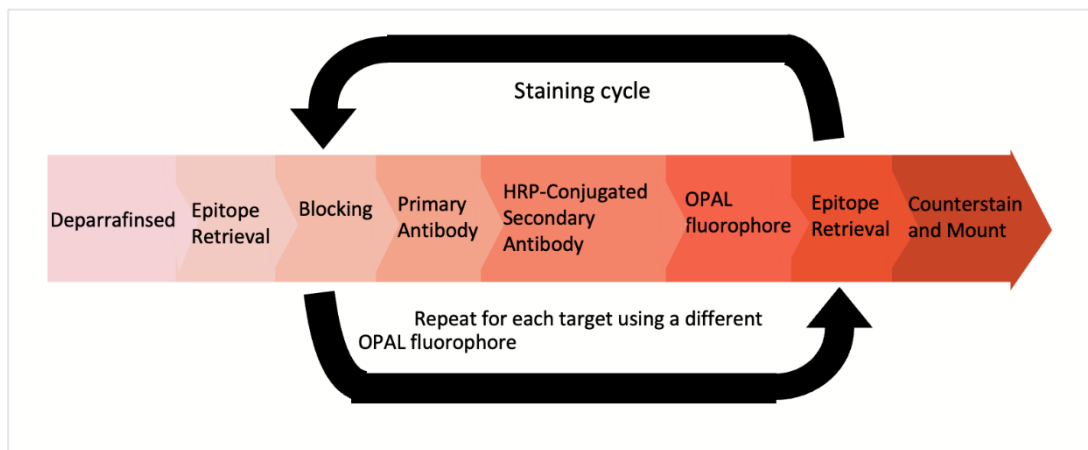 Staining cycle
Deparrafinsed
Epitope
Retrieval
Blocking
Primary
Antibody
HRP-Conjugated
Secondary
Antibody
OPAL
fluorophore
Epitope
Retrieval
Counterstain
and Mount
Repeat for each target using a different
OPAL fluorophore